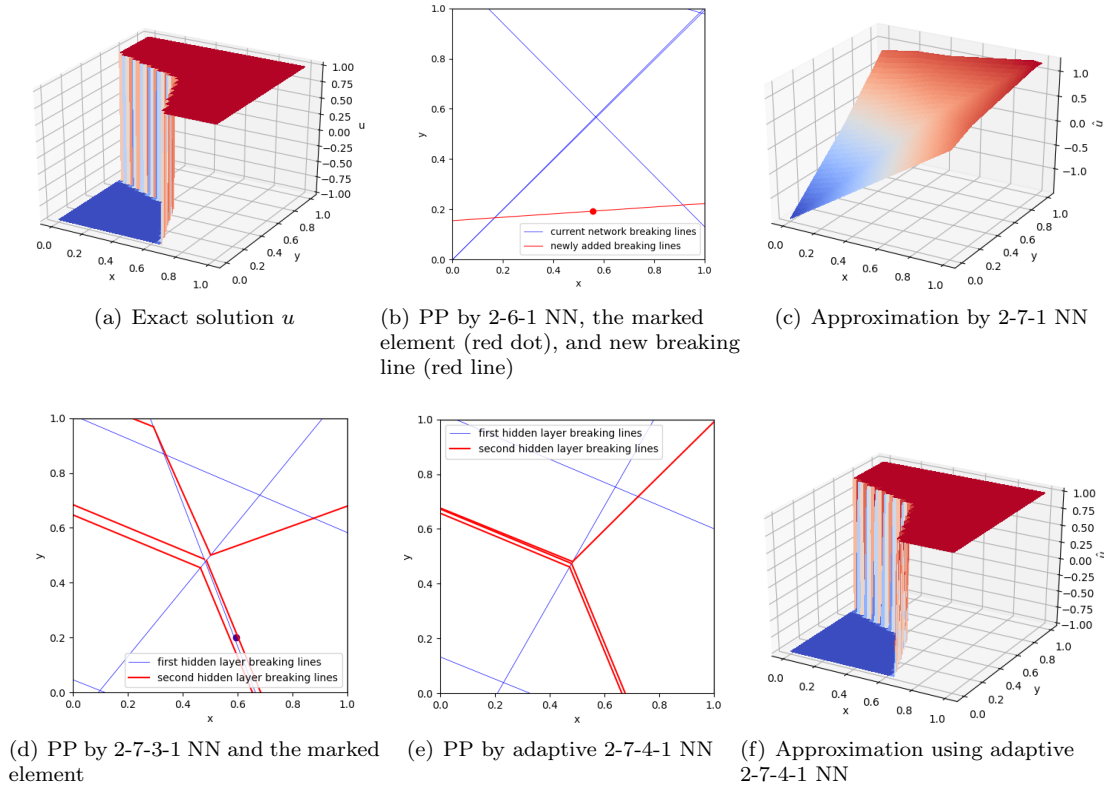 1.00
0.75
0.50
0.25
0.00
−0.25
−0.50
−0.75
−1.00
u
0.0 0.2 0.4 0.6 0.8 1.0
x
0.0 0.2 0.4 0.6 0.8 1.0
y
(a) Exact solution u
1.0
0.8
0.6
0.4
0.2
0.0
y
current network breaking lines
newly added breaking lines
0.0 0.2 0.4 0.6 0.8 1.0
x
(b) PP by 2-6-1 NN, the marked
element (red dot), and new breaking
line (red line)
1.0
0.5
0.0
−0.5
−1.0
û
0.0 0.2 0.4 0.6 0.8 1.0
x
0.0 0.2 0.4 0.6 0.8 1.0
y
(c) Approximation by 2-7-1 NN
1.0
0.8
0.6
0.4
0.2
0.0
y
first hidden layer breaking lines
second hidden layer breaking lines
0.0 0.2 0.4 0.6 0.8 1.0
x
(d) PP by 2-7-3-1 NN and the marked
element
1.0
0.8
0.6
0.4
0.2
0.0
y
first hidden layer breaking lines
second hidden layer breaking lines
0.0 0.2 0.4 0.6 0.8 1.0
x
(e) PP by adaptive 2-7-4-1 NN
1.00
0.75
0.50
0.25
0.00
−0.25
−0.50
−0.75
−1.00
û
0.0 0.2 0.4 0.6 0.8 1.0
x
0.0 0.2 0.4 0.6 0.8 1.0
y
(f) Approximation using adaptive
2-7-4-1 NN